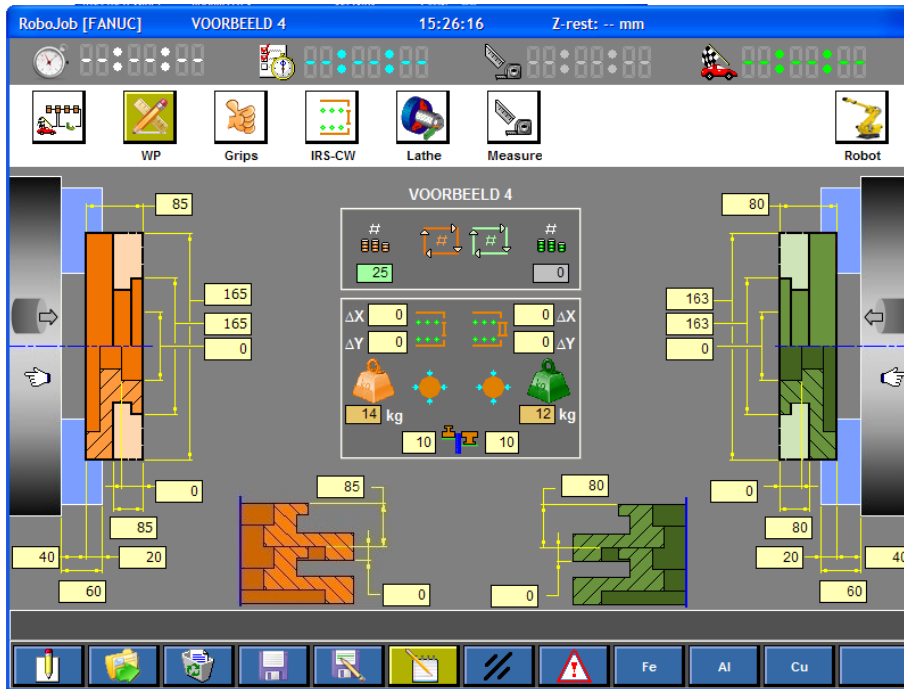 RoboJob [FANUC] VOORBEELD 4 15:26:16 Z-rest: -- mm
WP Grips IRS-CW Lathe Measure Robot
VOORBEELD 4
85
80
# # # #
25 0
165
165
0
163
163
0
ΔX 0 0 ΔX
ΔY 0 0 ΔY
14 kg 12 kg
10 10
0
85
40 20
60
0
80
20 40
60
85
0
80
0
Fe Al Cu